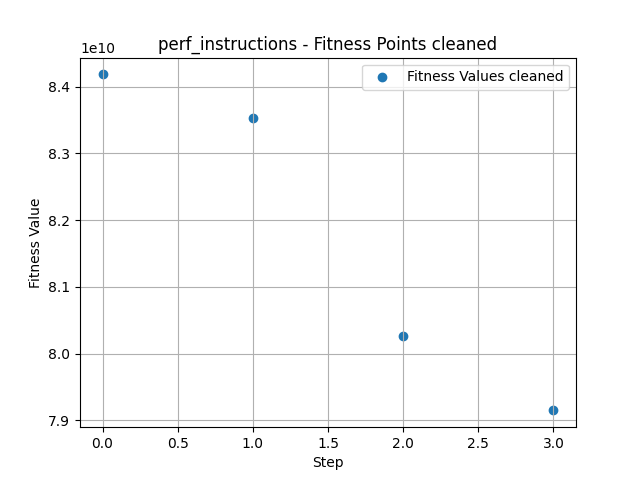 perf_instructions - Fitness Points cleaned
1e10
Fitness Values cleaned
8.4
8.3
8.2
8.1
8.0
7.9
Fitness Value
0.0 0.5 1.0 1.5 2.0 2.5 3.0
Step